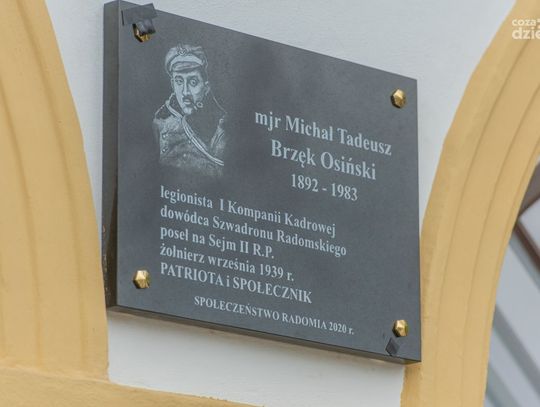 mjr Michał Tadeusz
Brzęk Osiński
1892 - 1983
legionista I Kompanii Kadrowej
dowódca Szwadronu Radomskiego
poseł na Sejm II R.P.
żołnierz września 1939 r.
PATRIOTA i SPOŁECZNIK
SPOŁECZEŃSTWO RADOMIA 2020 r.